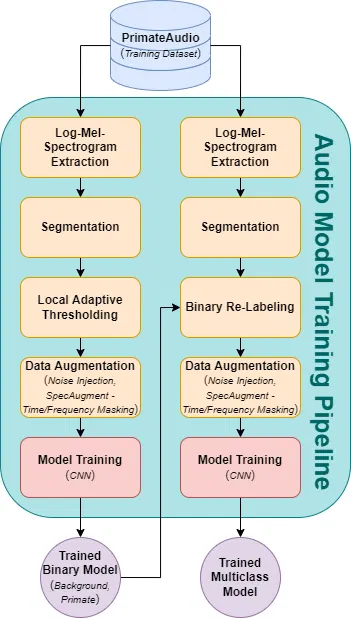 PrimateAudio
(Training Dataset)
Audio Model Training Pipeline
Log-Mel-
Spectrogram
Extraction
Segmentation
Local Adaptive
Thresholding
Data Augmentation
(Noise Injection,
SpecAugment -
Time/Frequency Masking)
Model Training
(CNN)
Trained
Binary Model
(Background,
Primate)
Log-Mel-
Spectrogram
Extraction
Segmentation
Binary Re-Labeling
Data Augmentation
(Noise Injection,
SpecAugment -
Time/Frequency Masking)
Model Training
(CNN)
Trained
Multiclass
Model